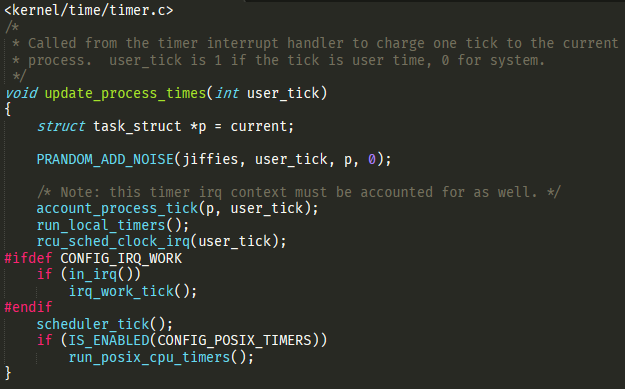 <kernel/time/timer.c>
/*
 * Called from the timer interrupt handler to charge one tick to the current
 * process.  user_tick is 1 if the tick is user time, 0 for system.
 */
void update_process_times(int user_tick)
{
    struct task_struct *p = current;

    PRANDOM_ADD_NOISE(jiffies, user_tick, p, 0);

    /* Note: this timer irq context must be accounted for as well. */
    account_process_tick(p, user_tick);
    run_local_timers();
    rcu_sched_clock_irq(user_tick);
#ifdef CONFIG_IRQ_WORK
    if (in_irq())
        irq_work_tick();
#endif
    scheduler_tick();
    if (IS_ENABLED(CONFIG_POSIX_TIMERS))
        run_posix_cpu_timers();
}